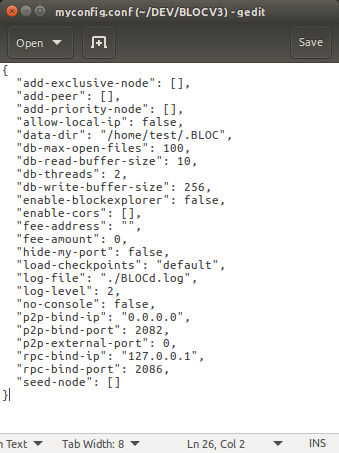 myconfig.conf (~/DEV/BLOCV3) - gedit
Open
Save
{
  "add-exclusive-node": [],
  "add-peer": [],
  "add-priority-node": [],
  "allow-local-ip": false,
  "data-dir": "/home/test/.BLOC",
  "db-max-open-files": 100,
  "db-read-buffer-size": 10,
  "db-threads": 2,
  "db-write-buffer-size": 256,
  "enable-blockexplorer": false,
  "enable-cors": [],
  "fee-address": "",
  "fee-amount": 0,
  "hide-my-port": false,
  "load-checkpoints": "default",
  "log-file": "./BLOCd.log",
  "log-level": 2,
  "no-console": false,
  "p2p-bind-ip": "0.0.0.0",
  "p2p-bind-port": 2082,
  "p2p-external-port": 0,
  "rpc-bind-ip": "127.0.0.1",
  "rpc-bind-port": 2086,
  "seed-node": []
}
n Text Tab Width: 8 Ln 26, Col 2 INS